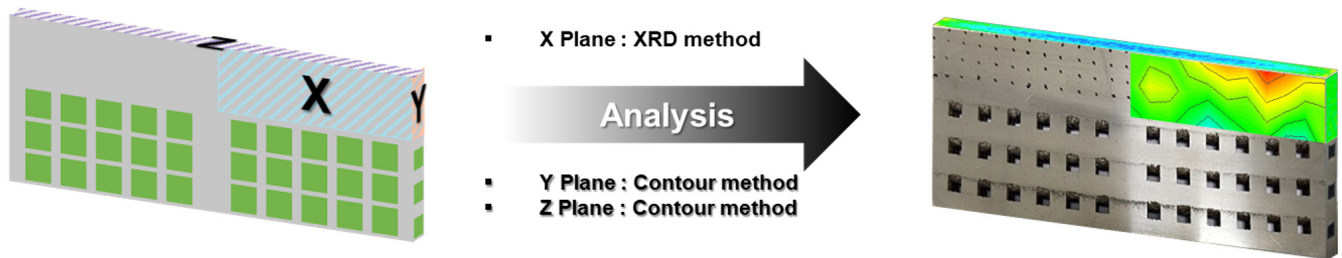 Z
X
Y
▪ X Plane : XRD method
Analysis
▪ Y Plane : Contour method
▪ Z Plane : Contour method